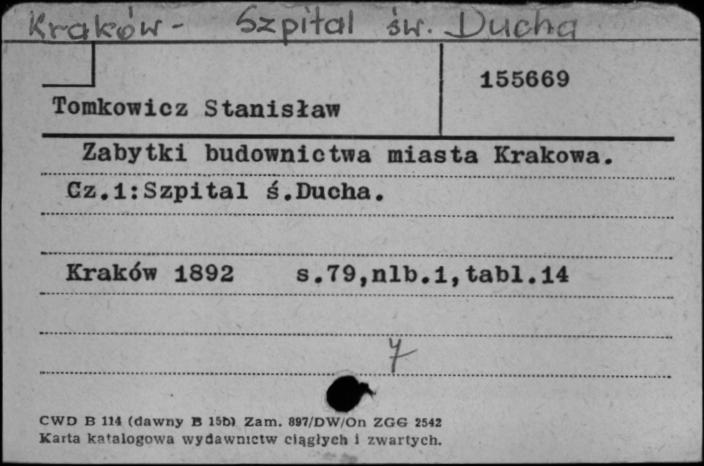 Kraków - Szpital św. Ducha
155669
Tomkowicz Stanisław
Zabytki budownictwa miasta Krakowa.
Cz.1:Szpital ś.Ducha.
Kraków 1892 s.79,nlb.1,tabl.14
7
CWD B 114 (dawny B 15b) Zam. 897/DW/On ZGG 2542
Karta katalogowa wydawnictw ciągłych i zwartych.